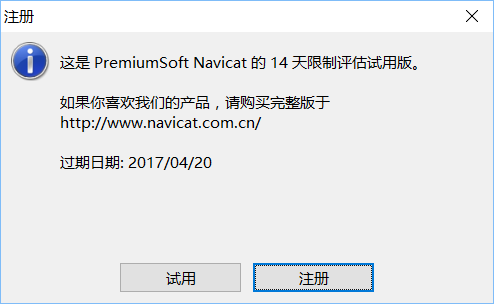 注册
这是 PremiumSoft Navicat 的 14 天限制评估试用版。
如果你喜欢我们的产品，请购买完整版于
http://www.navicat.com.cn/
过期日期: 2017/04/20
试用
注册